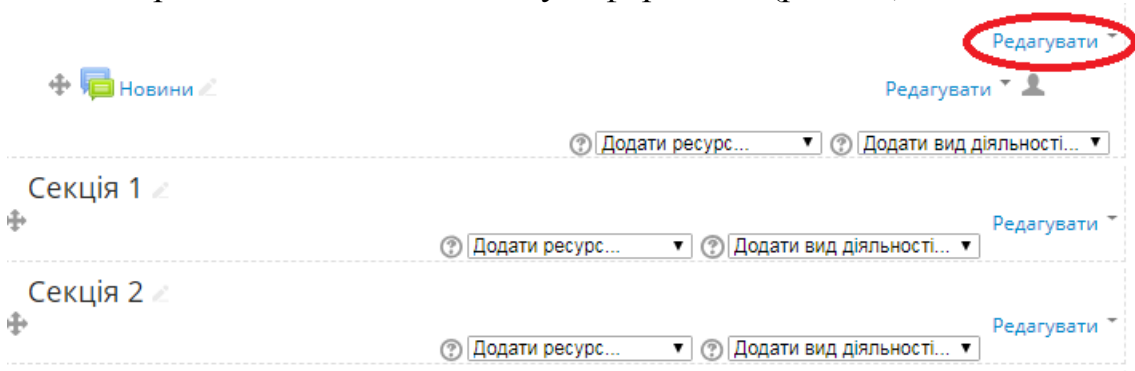 Редагувати
Новини Редагувати
Додати ресурс... Додати вид діяльності...
Секція 1
Редагувати
Додати ресурс... Додати вид діяльності...
Секція 2
Редагувати
Додати ресурс... Додати вид діяльності...